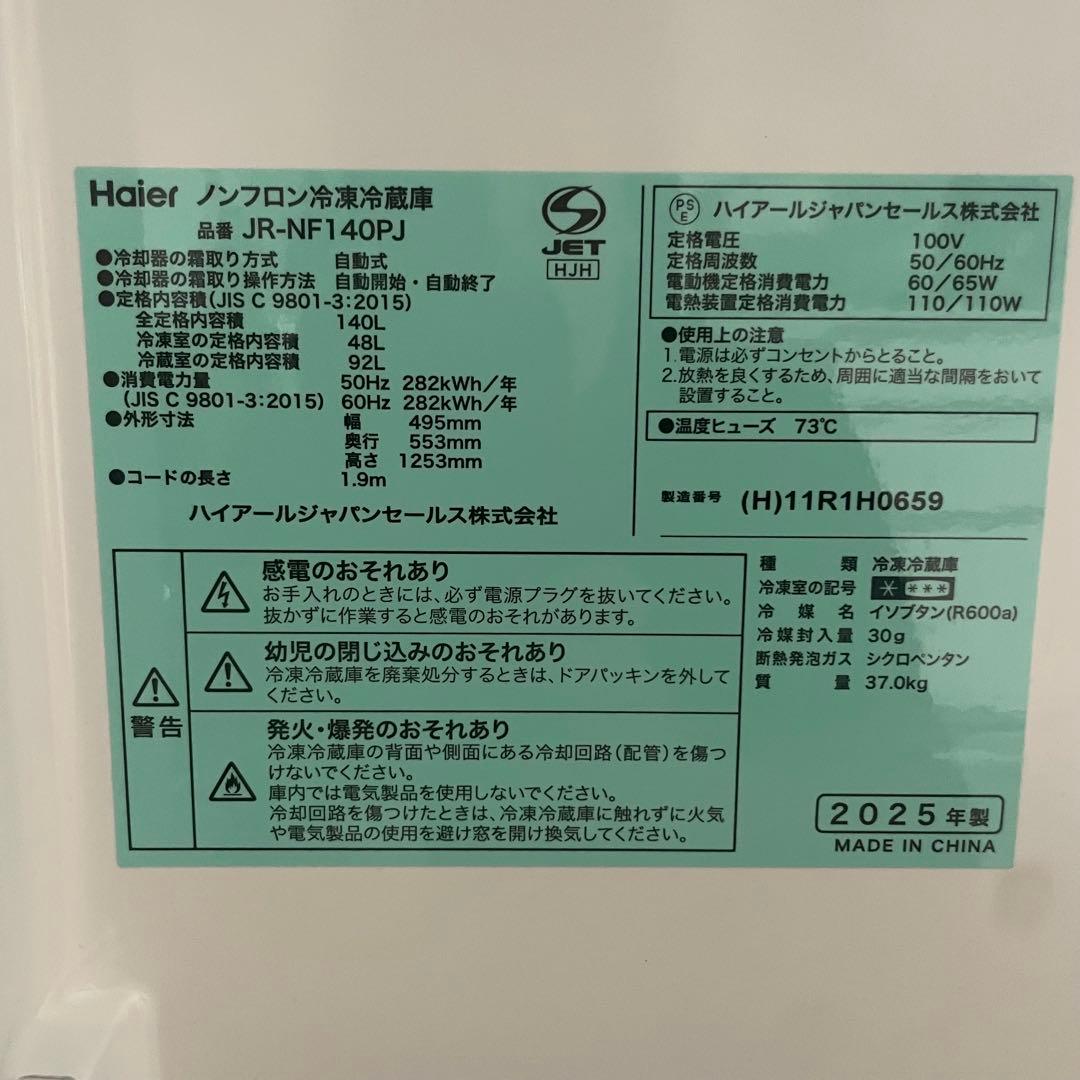 Haier ノンフロン冷凍冷蔵庫
品番 JR-NF140PJ
●冷却器の霜取り方式 自動式
●冷却器の霜取り操作方法 自動開始・自動終了
●定格内容積(JIS C 9801-3:2015)
全定格内容積 140L
冷凍室の定格内容積 48L
冷蔵室の定格内容積 92L
●消費電力量 50Hz 282kWh/年
(JIS C 9801-3:2015) 60Hz 282kWh/年
●外形寸法 幅 495mm
奥行 553mm
高さ 1253mm
●コードの長さ 1.9m
ハイアールジャパンセールス株式会社
JET
HJH
PSE ハイアールジャパンセールス株式会社
定格電圧 100V
定格周波数 50/60Hz
電動機定格消費電力 60/65W
電熱装置定格消費電力 110/110W
●使用上の注意
1.電源は必ずコンセントからとること。
2.放熱を良くするため、周囲に適当な間隔をおいて
設置すること。
●温度ヒューズ 73℃
製造番号 (H)11R1H0659
警告
感電のおそれあり
お手入れのときには、必ず電源プラグを抜いてください。
抜かずに作業すると感電のおそれがあります。
幼児の閉じ込めのおそれあり
冷凍冷蔵庫を廃棄処分するときは、ドアパッキンを外して
ください。
発火・爆発のおそれあり
冷凍冷蔵庫の背面や側面にある冷却回路(配管)を傷つ
けないでください。
庫内では電気製品を使用しないでください。
冷却回路を傷つけたときは、冷凍冷蔵庫に触れずに火気
や電気製品の使用を避け窓を開け換気してください。
種類 冷凍冷蔵庫
冷凍室の記号 * ***
冷媒名 イソブタン(R600a)
冷媒封入量 30g
断熱発泡ガス シクロペンタン
質量 37.0kg
2025年製
MADE IN CHINA